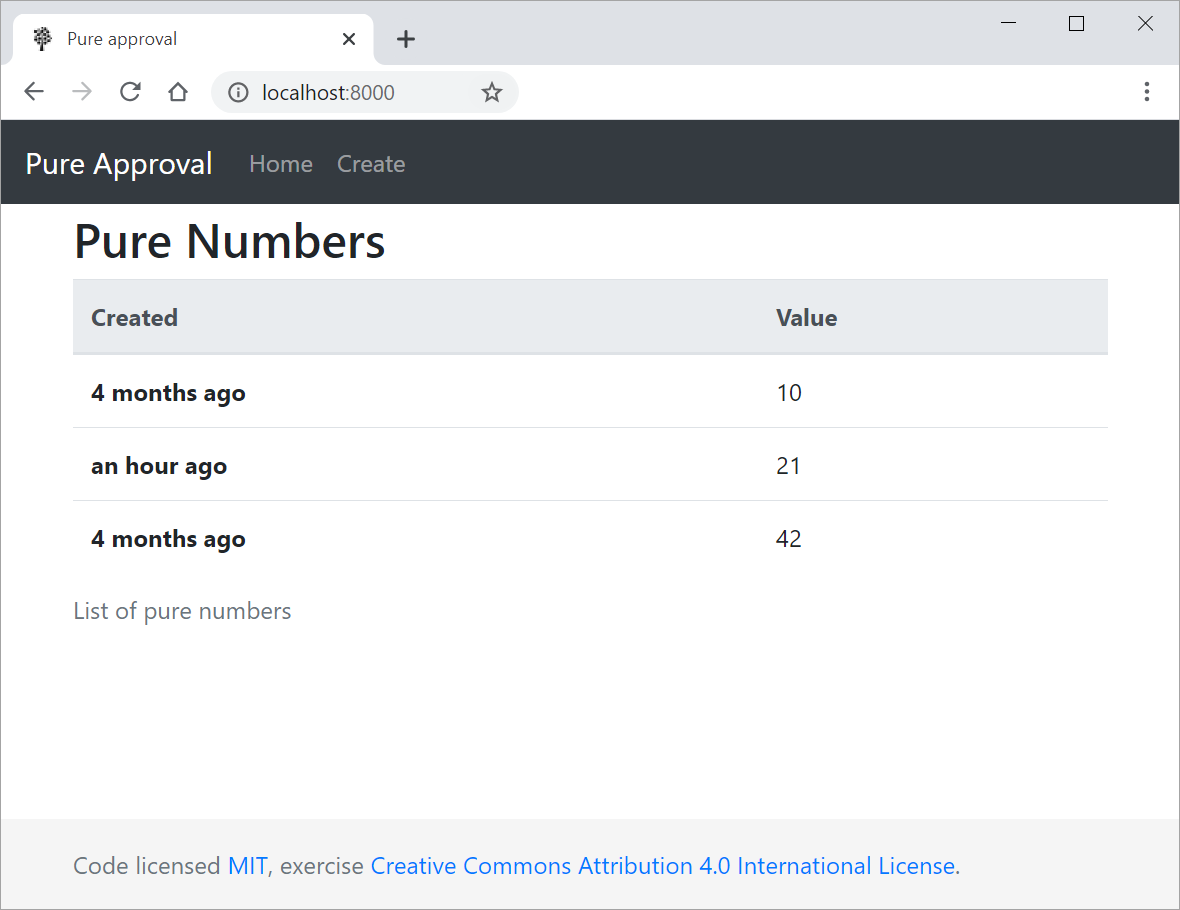 Pure approval
localhost:8000
Pure Approval Home Create
Pure Numbers
Created Value
4 months ago 10
an hour ago 21
4 months ago 42
List of pure numbers
Code licensed MIT, exercise Creative Commons Attribution 4.0 International License.